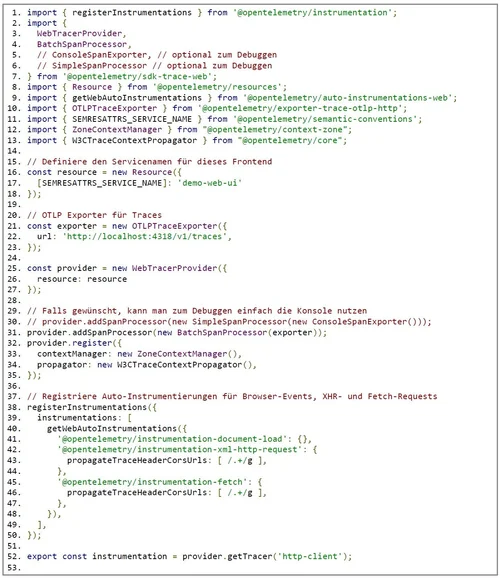 1. import { registerInstrumentations } from '@opentelemetry/instrumentation';
2. import {
3.   WebTracerProvider,
4.   BatchSpanProcessor,
5.   // ConsoleSpanExporter, // optional zum Debuggen
6.   // SimpleSpanProcessor // optional zum Debuggen
7. } from '@opentelemetry/sdk-trace-web';
8. import { Resource } from '@opentelemetry/resources';
9. import { getWebAutoInstrumentations } from '@opentelemetry/auto-instrumentations-web';
10. import { OTLPTraceExporter } from '@opentelemetry/exporter-trace-otlp-http';
11. import { SEMRESATTRS_SERVICE_NAME } from '@opentelemetry/semantic-conventions';
12. import { ZoneContextManager } from "@opentelemetry/context-zone";
13. import { W3CTraceContextPropagator } from "@opentelemetry/core";
14.
15. // Definiere den Servicenamen für dieses Frontend
16. const resource = new Resource({
17.   [SEMRESATTRS_SERVICE_NAME]: 'demo-web-ui'
18. });
19.
20. // OTLP Exporter für Traces
21. const exporter = new OTLPTraceExporter({
22.   url: 'http://localhost:4318/v1/traces',
23. });
24.
25. const provider = new WebTracerProvider({
26.   resource: resource
27. });
28.
29. // Falls gewünscht, kann man zum Debuggen einfach die Konsole nutzen
30. // provider.addSpanProcessor(new SimpleSpanProcessor(new ConsoleSpanExporter()));
31. provider.addSpanProcessor(new BatchSpanProcessor(exporter));
32. provider.register({
33.   contextManager: new ZoneContextManager(),
34.   propagator: new W3CTraceContextPropagator(),
35. });
36.
37. // Registriere Auto-Instrumentierungen für Browser-Events, XHR- und Fetch-Requests
38. registerInstrumentations({
39.   instrumentations: [
40.     getWebAutoInstrumentations({
41.       '@opentelemetry/instrumentation-document-load': {},
42.       '@opentelemetry/instrumentation-xml-http-request': {
43.         propagateTraceHeaderCorsUrls: [ /.+/g ],
44.       },
45.       '@opentelemetry/instrumentation-fetch': {
46.         propagateTraceHeaderCorsUrls: [ /.+/g ],
47.       },
48.     }),
49.   ],
50. });
51.
52. export const instrumentation = provider.getTracer('http-client');
53.